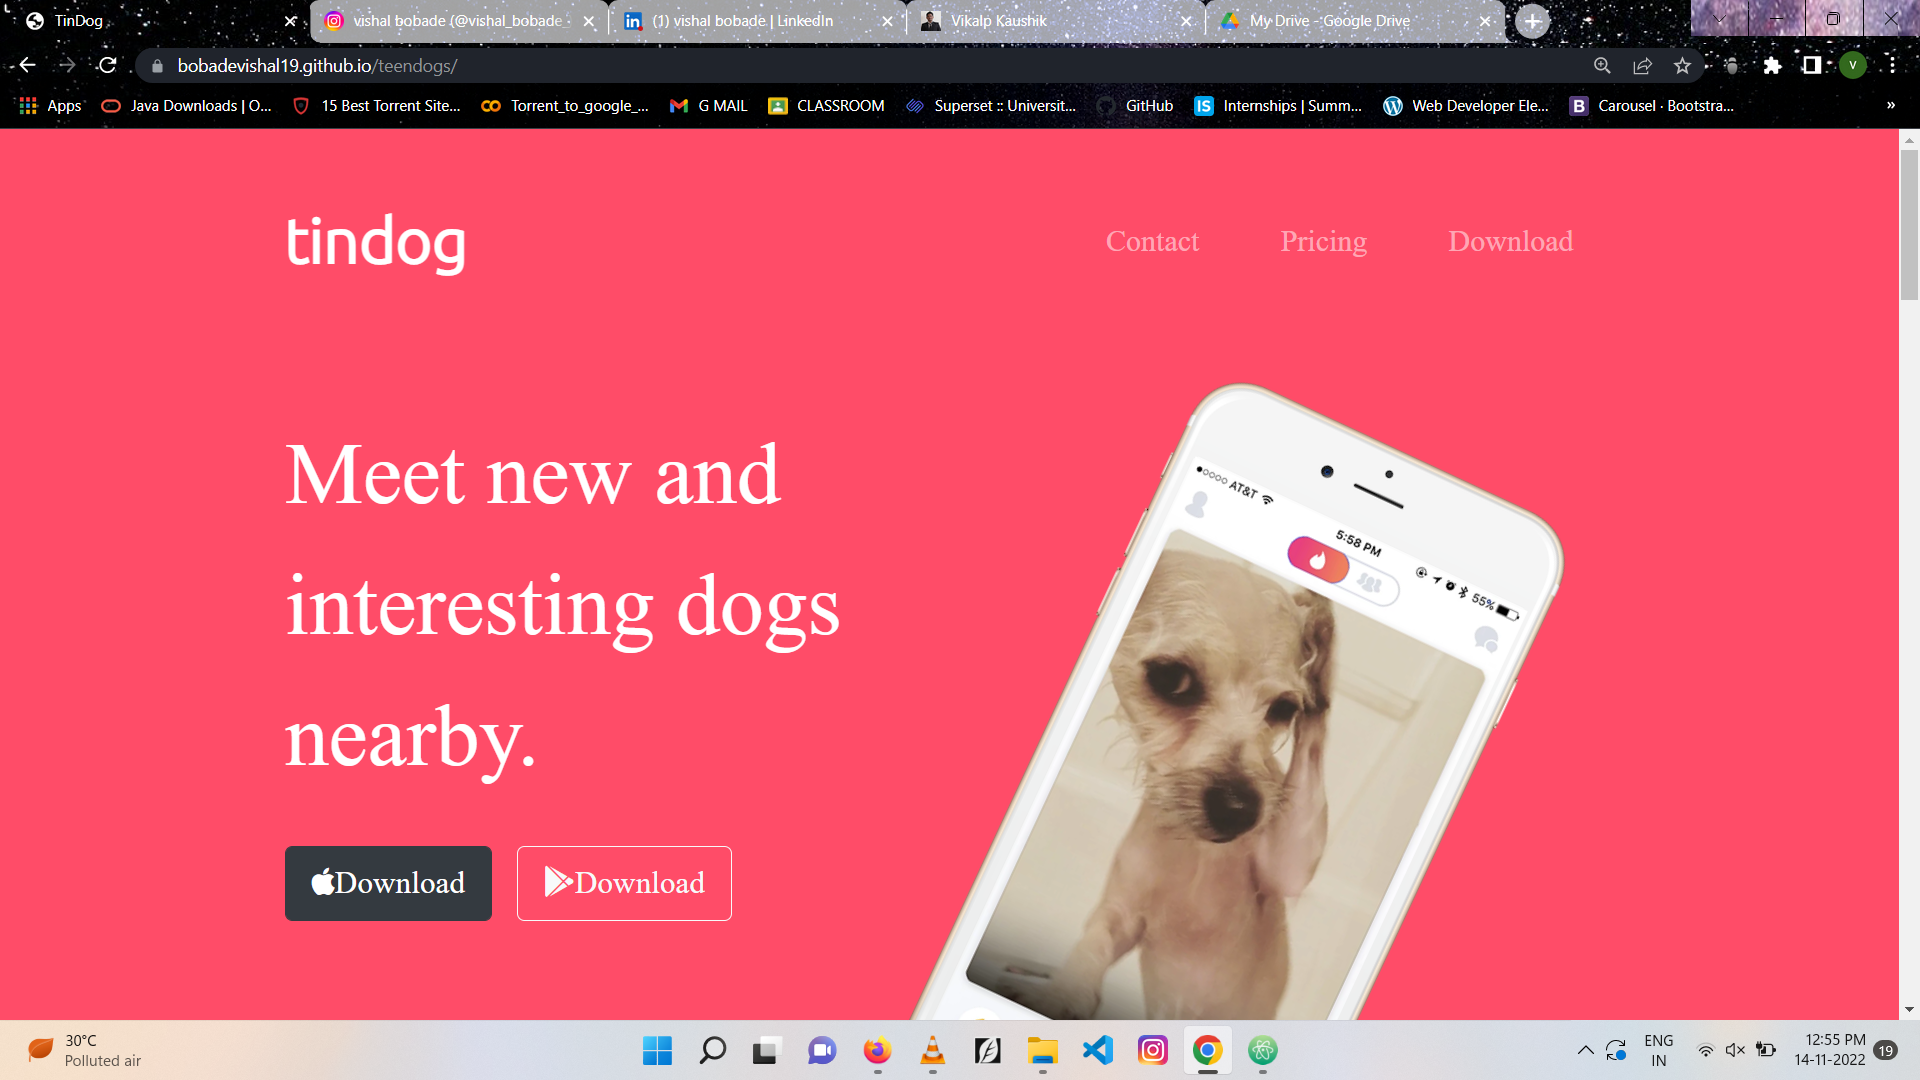 TinDog
vishal bobade (@vishal_bobade
(1) vishal bobade | LinkedIn
Vikalp Kaushik
My Drive - Google Drive
bobadevishal19.github.io/teendogs/
V
Apps
Java Downloads | O...
15 Best Torrent Site...
Torrent_to_google_...
G MAIL
CLASSROOM
Superset :: Universit...
GitHub
IS
Internships | Summ...
Web Developer Ele...
B
Carousel · Bootstra...
»
tindog
Contact
Pricing
Download
Meet new and
interesting dogs
nearby.
Download
Download
AT&T
5:58 PM
55%
30°C
Polluted air
ENG
IN
12:55 PM
14-11-2022
19